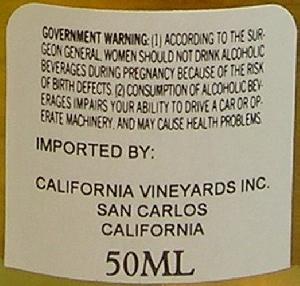 GOVERNMENT WARNING: (1) ACCORDING TO THE SUR-
GEON GENERAL, WOMEN SHOULD NOT DRINK ALCOHOLIC
BEVERAGES DURING PREGNANCY BECAUSE OF THE RISK
OF BIRTH DEFECTS. (2) CONSUMPTION OF ALCOHOLIC BEV-
ERAGES IMPAIRS YOUR ABILITY TO DRIVE A CAR OR OP-
ERATE MACHINERY, AND MAY CAUSE HEALTH PROBLEMS.
IMPORTED BY:
CALIFORNIA VINEYARDS INC.
SAN CARLOS
CALIFORNIA
50ML